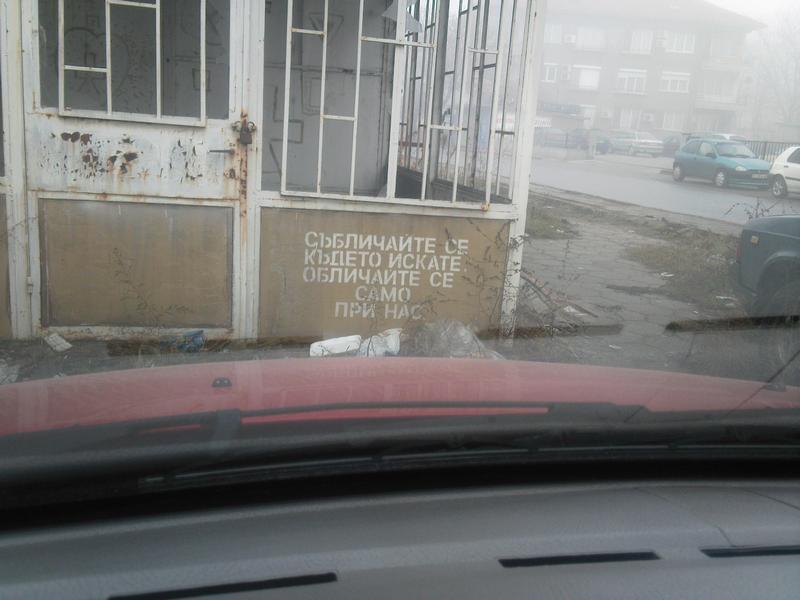 СЪБЛИЧАЙТЕ СЕ
КЪДЕТО ИСКАТЕ.
ОБЛИЧАЙТЕ СЕ
САМО
ПРИ НАС